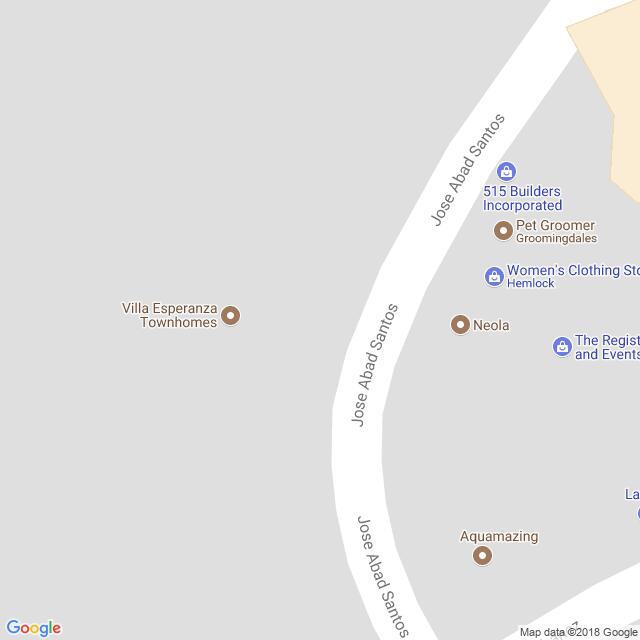 Jose Abad Santos
515 Builders
Incorporated
Pet Groomer
Groomingdales
Women's Clothing Sto
Hemlock
Villa Esperanza
Townhomes
Jose Abad Santos
Neola
The Regist
and Events
La
Jose Abad Santos
Aquamazing
Google
Map data ©2018 Google